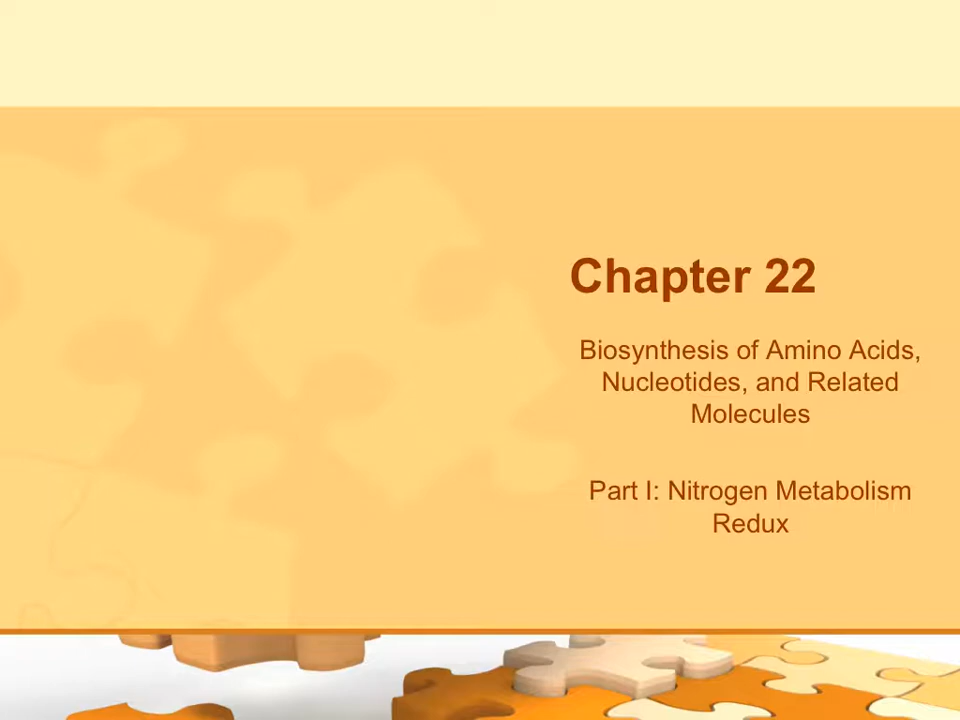 Chapter 22
Biosynthesis of Amino Acids,
Nucleotides, and Related
Molecules
Part I: Nitrogen Metabolism
Redux